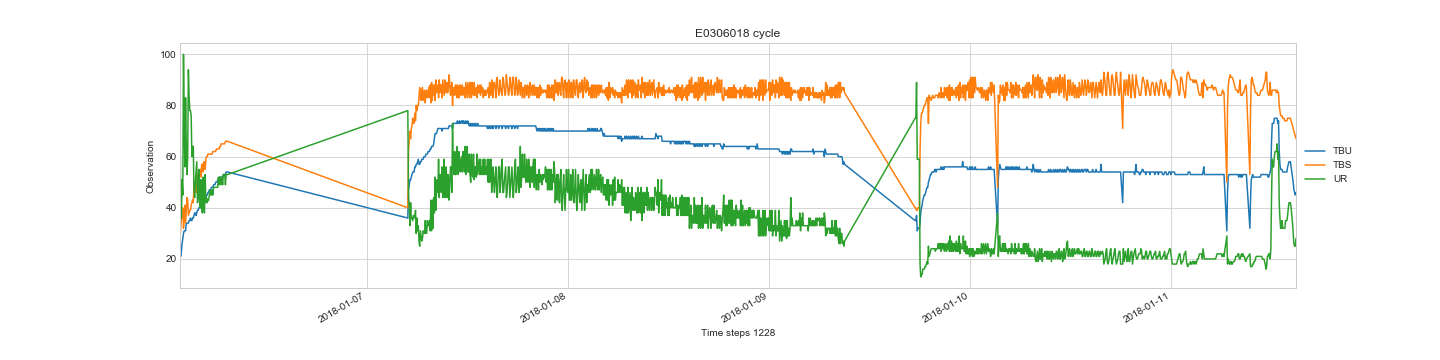 E0306018 cycle
100
80
60
40
20
Observation
2018-01-07
2018-01-08
2018-01-09
2018-01-10
2018-01-11
Time steps 1228
TBU
TBS
UR